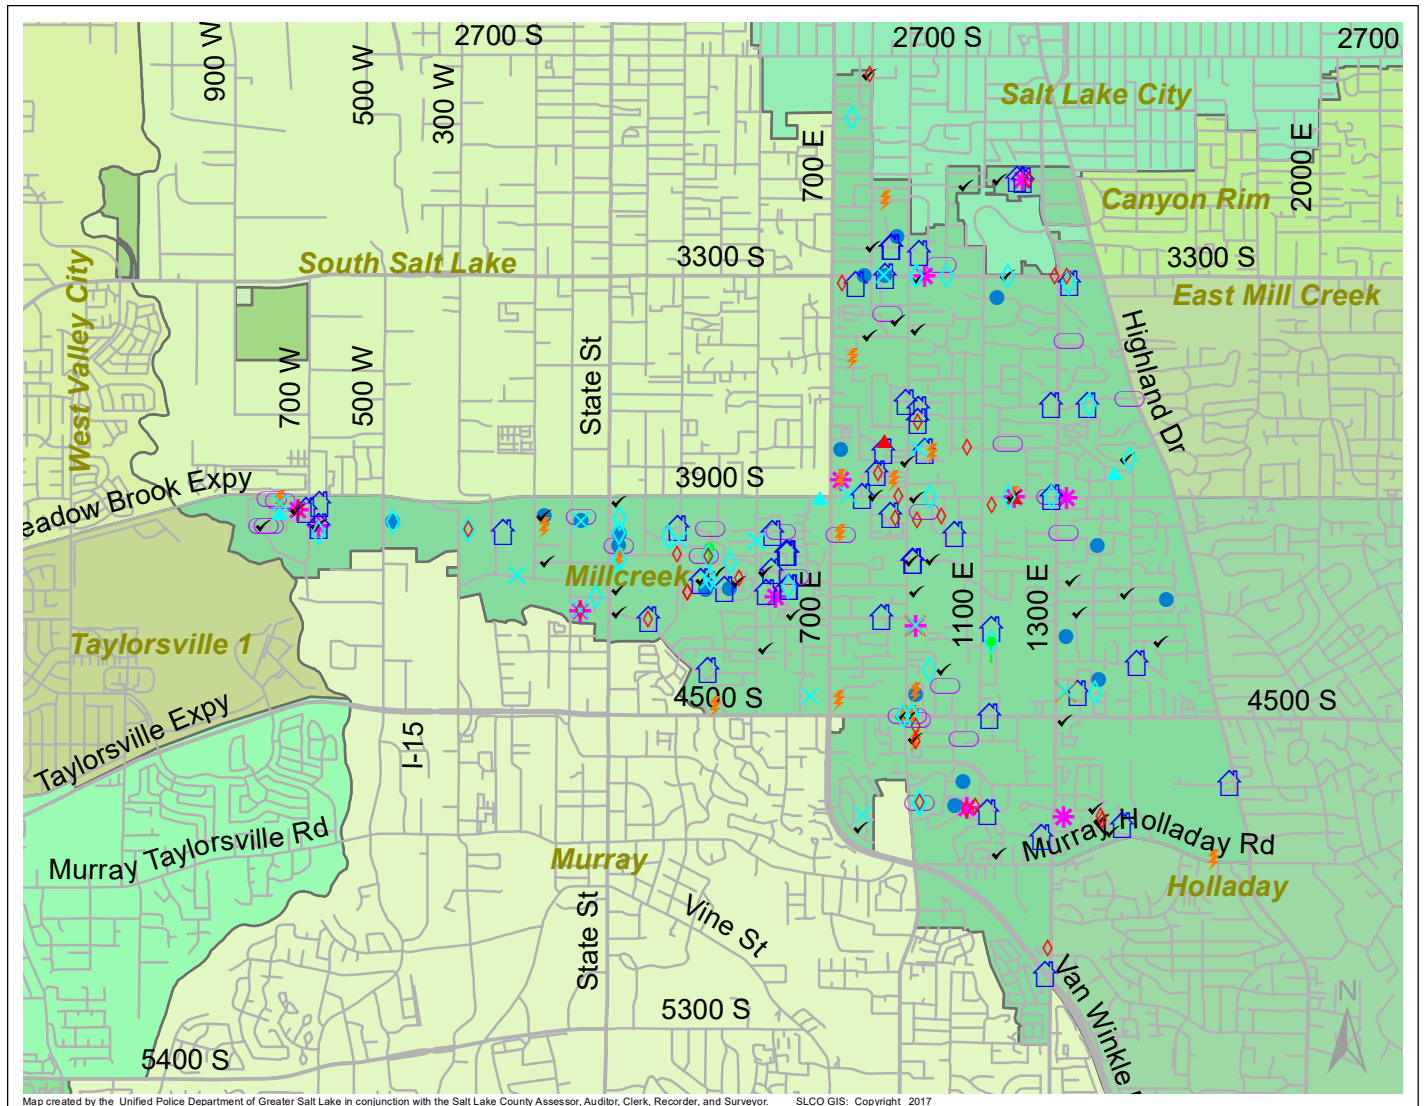 2700 S
2700 S
2700
900 W
500 W
300 W
Salt Lake City
700 E
2000 E
Canyon Rim
3300 S
3300 S
South Salt Lake
West Valley City
East Mill Creek
Highland Dr
State St
700 W
500 W
3900 S
eadow Brook Expy
Millcreek
700 E
1100 E
1300 E
Taylorsville 1
4500 S
4500 S
Taylorsville Expy
I-15
Murray Taylorsville Rd
Murray Holladay Rd
Murray
Holladay
State St
Vine St
Van Winkle
5300 S
N
5400 S
Map created by the Unified Police Department of Greater Salt Lake in conjunction with the Salt Lake County Assessor, Auditor, Clerk, Recorder, and Surveyor. SLCO GIS: Copyright 2017